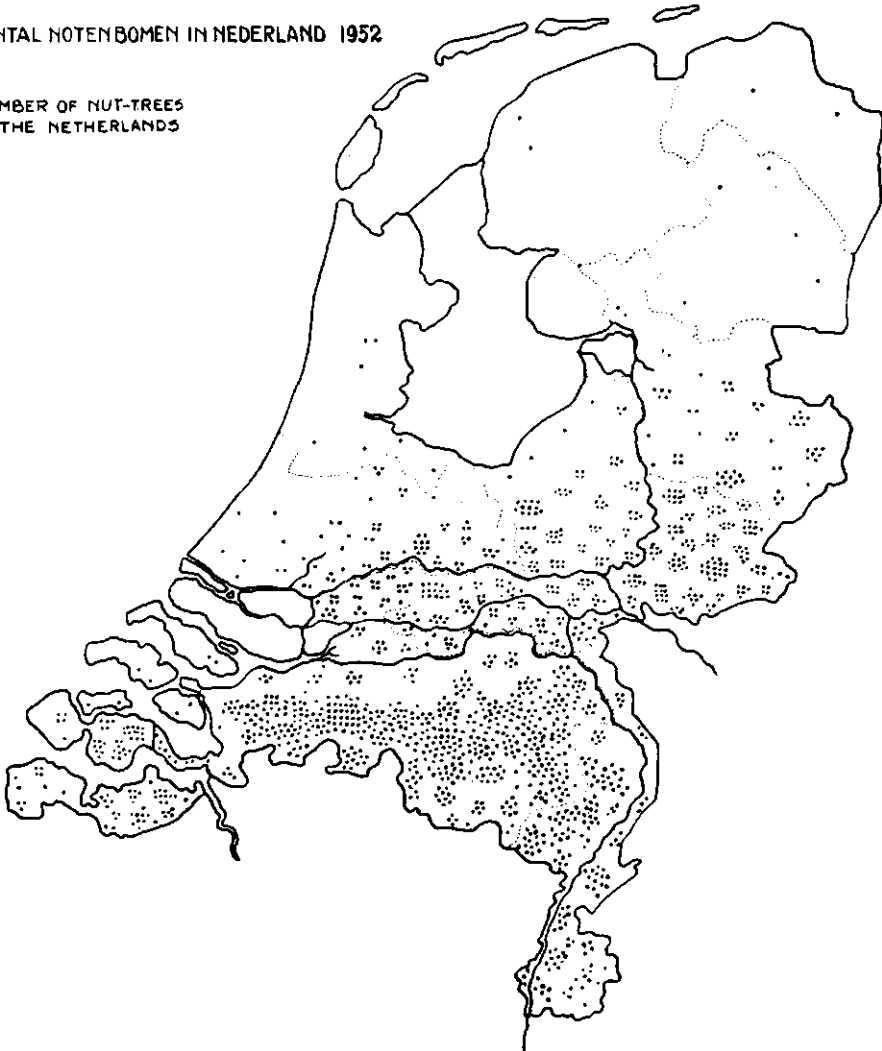 NTAL NOTENBOMEN IN NEDERLAND 1952
MBER OF NUT-TREES
THE NETHERLANDS